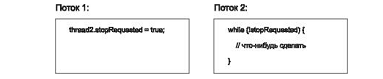 Поток 1:
thread2.stopRequested = true;
Поток 2:
while (!stopRequested) {
// что-нибудь сделать
}